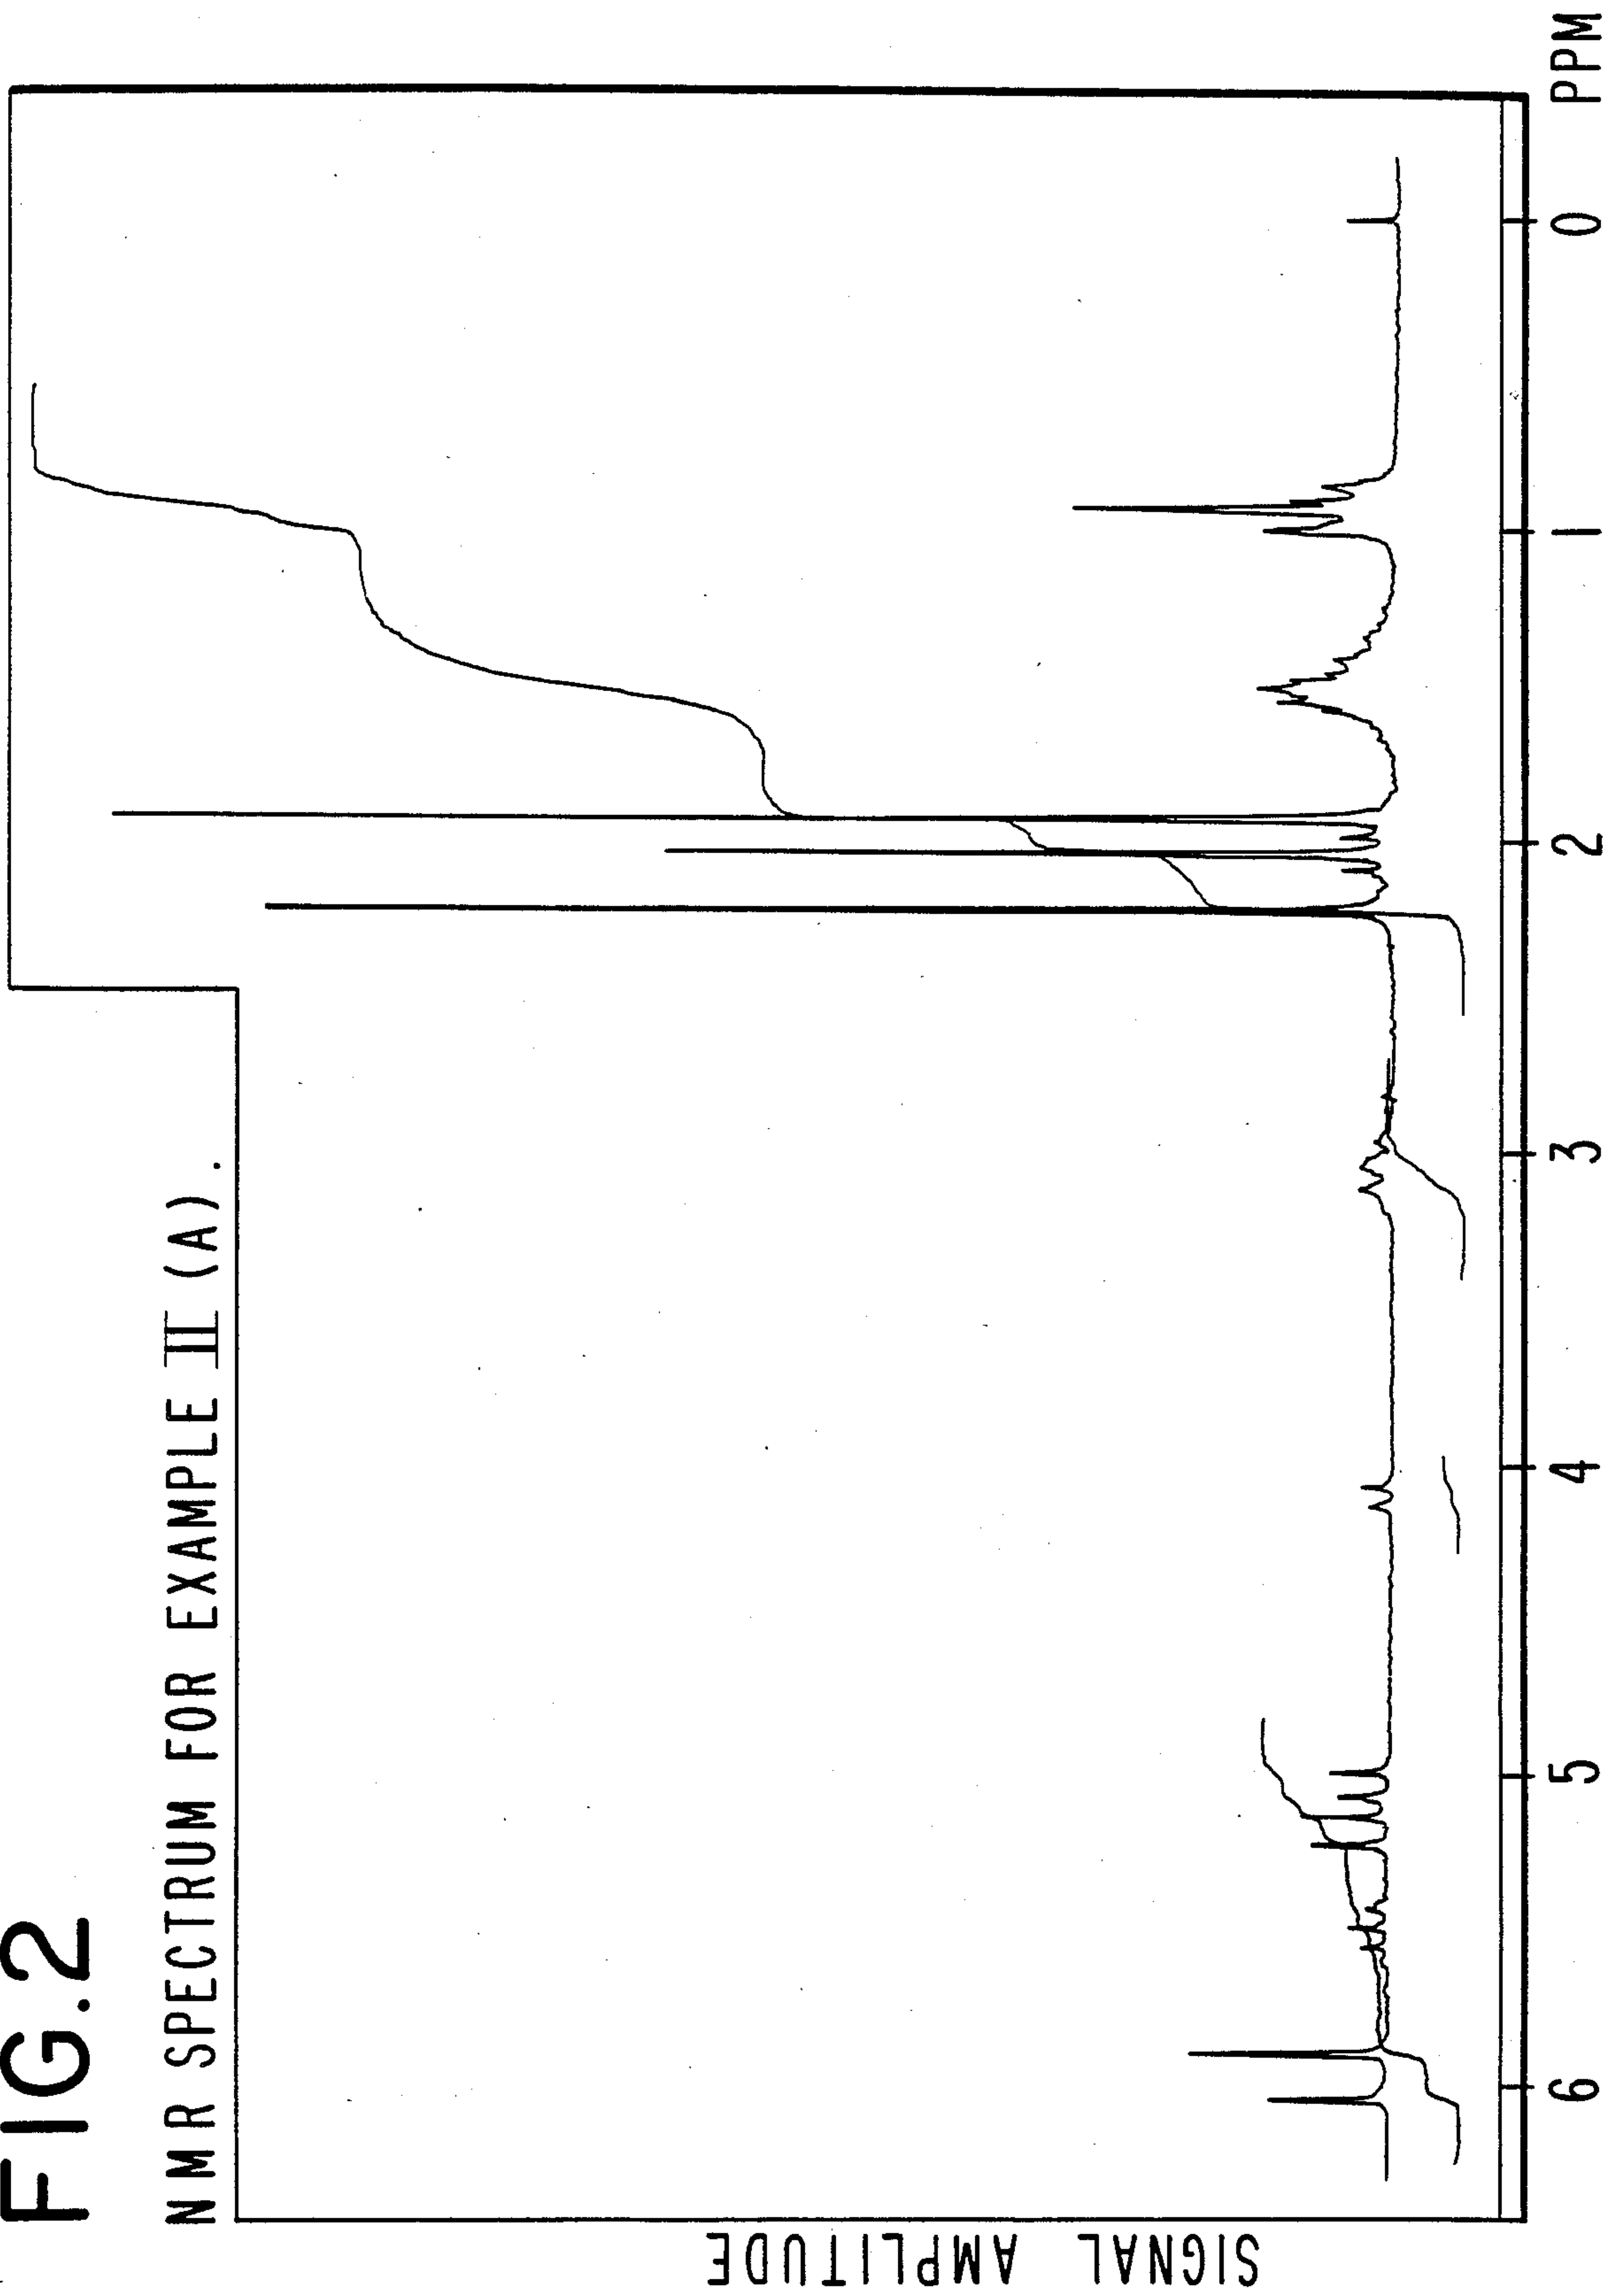 FIG.2
NMR SPECTRUM FOR EXAMPLE II (A).
SIGNAL AMPLITUDE
6 5 4 3 2 1 0 PPM